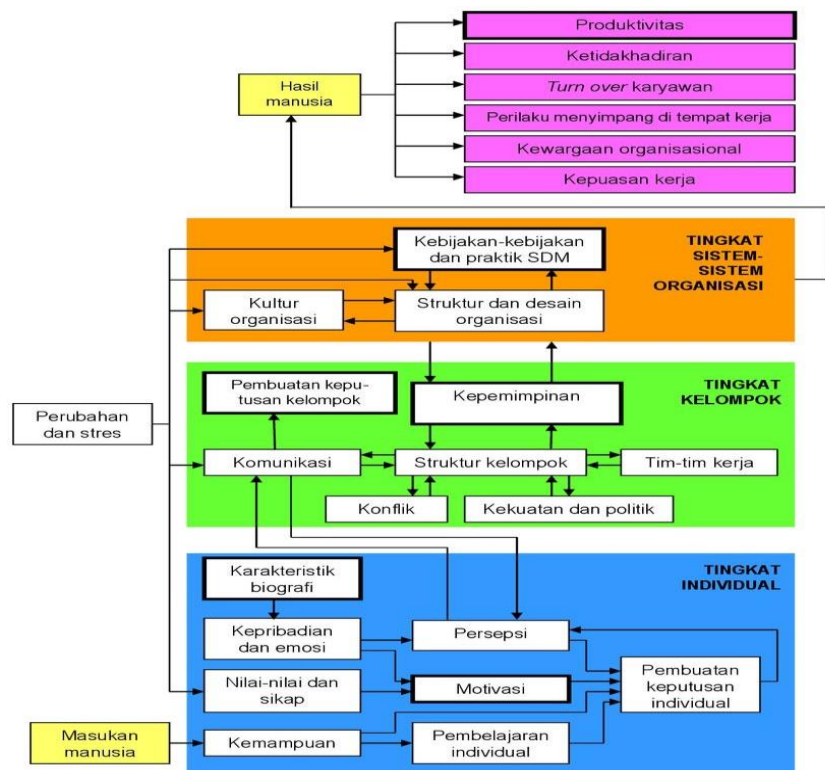 Produktivitas
Ketidakhadiran
Hasil
manusia
Turn over karyawan
Perilaku menyimpang di tempat kerja
Kewargaan organisasional
Kepuasan kerja
Kebijakan-kebijakan
dan praktik SDM
TINGKAT
SISTEM-
SISTEM
ORGANISASI
Kultur
organisasi
Struktur dan desain
organisasi
Pembuatan kepu-
tusan kelompok
Kepemimpinan
TINGKAT
KELOMPOK
Perubahan
dan stres
Komunikasi
Struktur kelompok
Tim-tim kerja
Konflik
Kekuatan dan politik
Karakteristik
biografi
TINGKAT
INDIVIDUAL
Kepribadian
dan emosi
Persepsi
Nilai-nilai dan
sikap
Motivasi
Pembuatan
keputusan
individual
Masukan
manusia
Kemampuan
Pembelajaran
individual